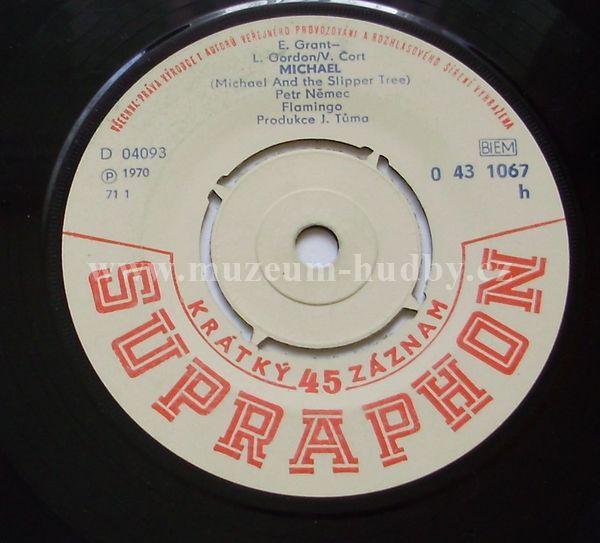 VŠECHNA PRÁVA VÝROBCE I AUTORŮ VEŘEJNÉHO PROVOZOVÁNÍ A ROZHLASOVÉHO ŠÍŘENÍ VYHRAŽENA
E. Grant–
L. Gordon/V. Cort
MICHAEL
(Michael And the Slipper Tree)
Petr Němec
Flamingo
Produkce J. Tůma
D 04093
℗ 1970
71 1
BIEM
0 43 1067
h
www.muzeum-hudby.cz
KRÁTKÝ 45 ZÁZNAM
SUPRAPHON